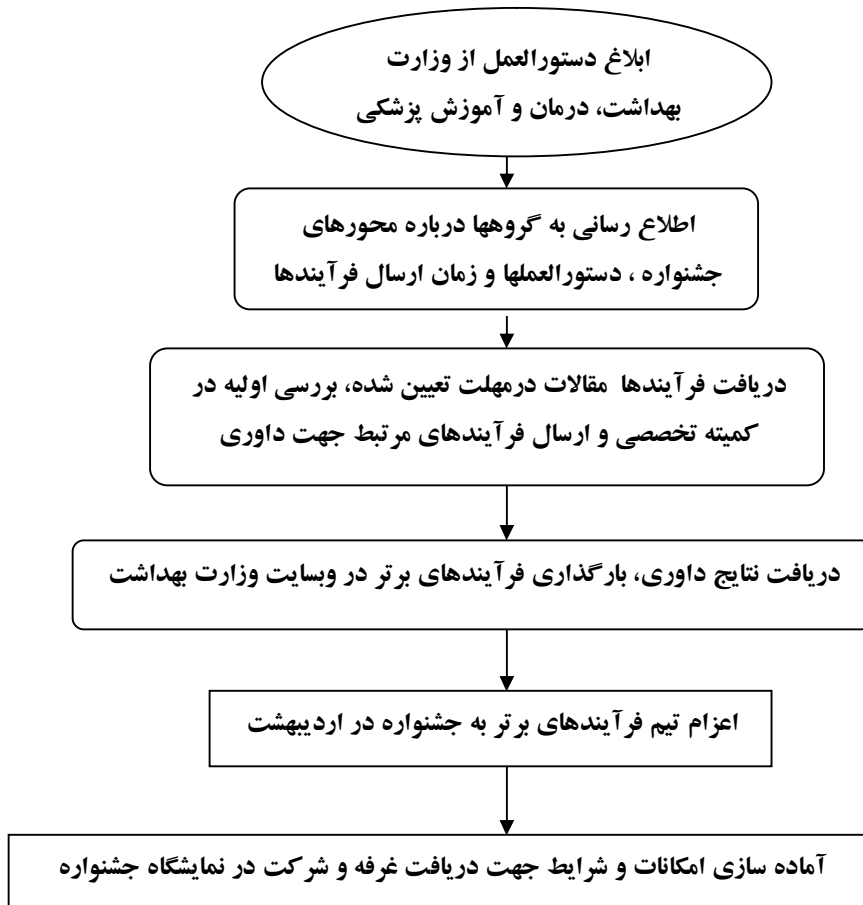 ابلاغ دستورالعمل از وزارت
بهداشت، درمان و آموزش پزشکی
اطلاع رسانی به گروهها درباره محورهای
جشنواره ، دستورالعملها و زمان ارسال فرآیندها
دریافت فرآیندها مقالات درمهلت تعیین شده، بررسی اولیه در
کمیته تخصصی و ارسال فرآیندهای مرتبط جهت داوری
دریافت نتایج داوری، بارگذاری فرآیندهای برتر در وبسایت وزارت بهداشت
اعزام تیم فرآیندهای برتر به جشنواره در اردیبهشت
آماده سازی امکانات و شرایط جهت دریافت غرفه و شرکت در نمایشگاه جشنواره